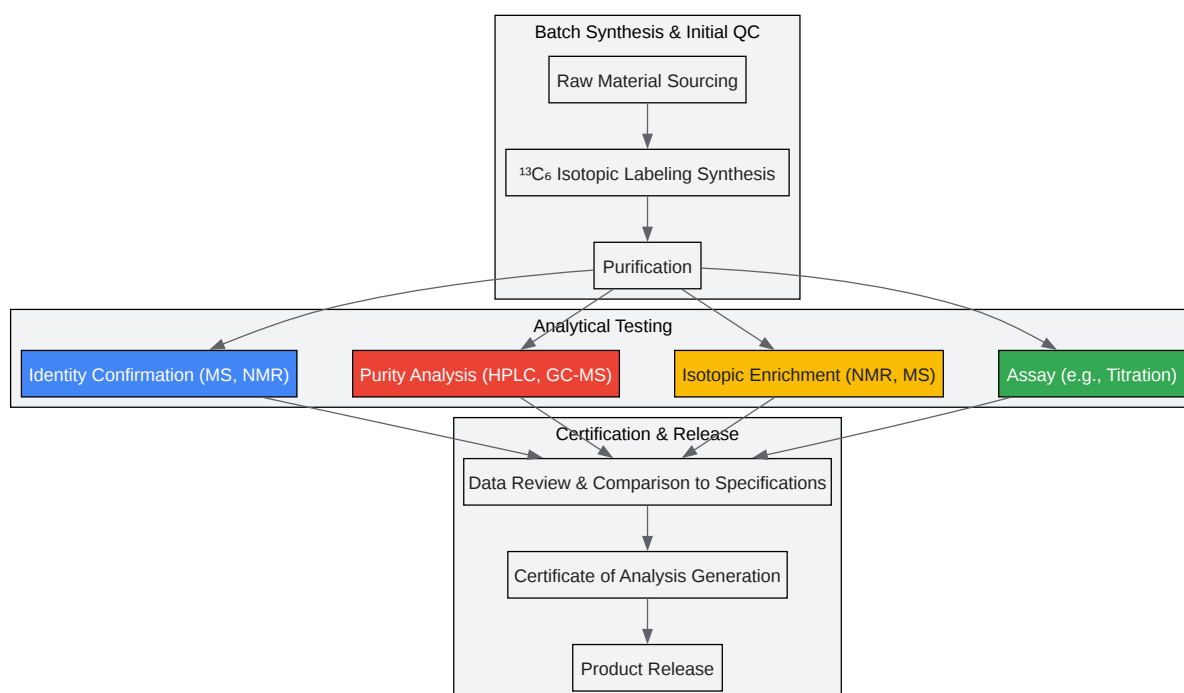 Batch Synthesis & Initial QC
Raw Material Sourcing
¹³C₆ Isotopic Labeling Synthesis
Purification
Analytical Testing
Identity Confirmation (MS, NMR)
Purity Analysis (HPLC, GC-MS)
Isotopic Enrichment (NMR, MS)
Assay (e.g., Titration)
Certification & Release
Data Review & Comparison to Specifications
Certificate of Analysis Generation
Product Release